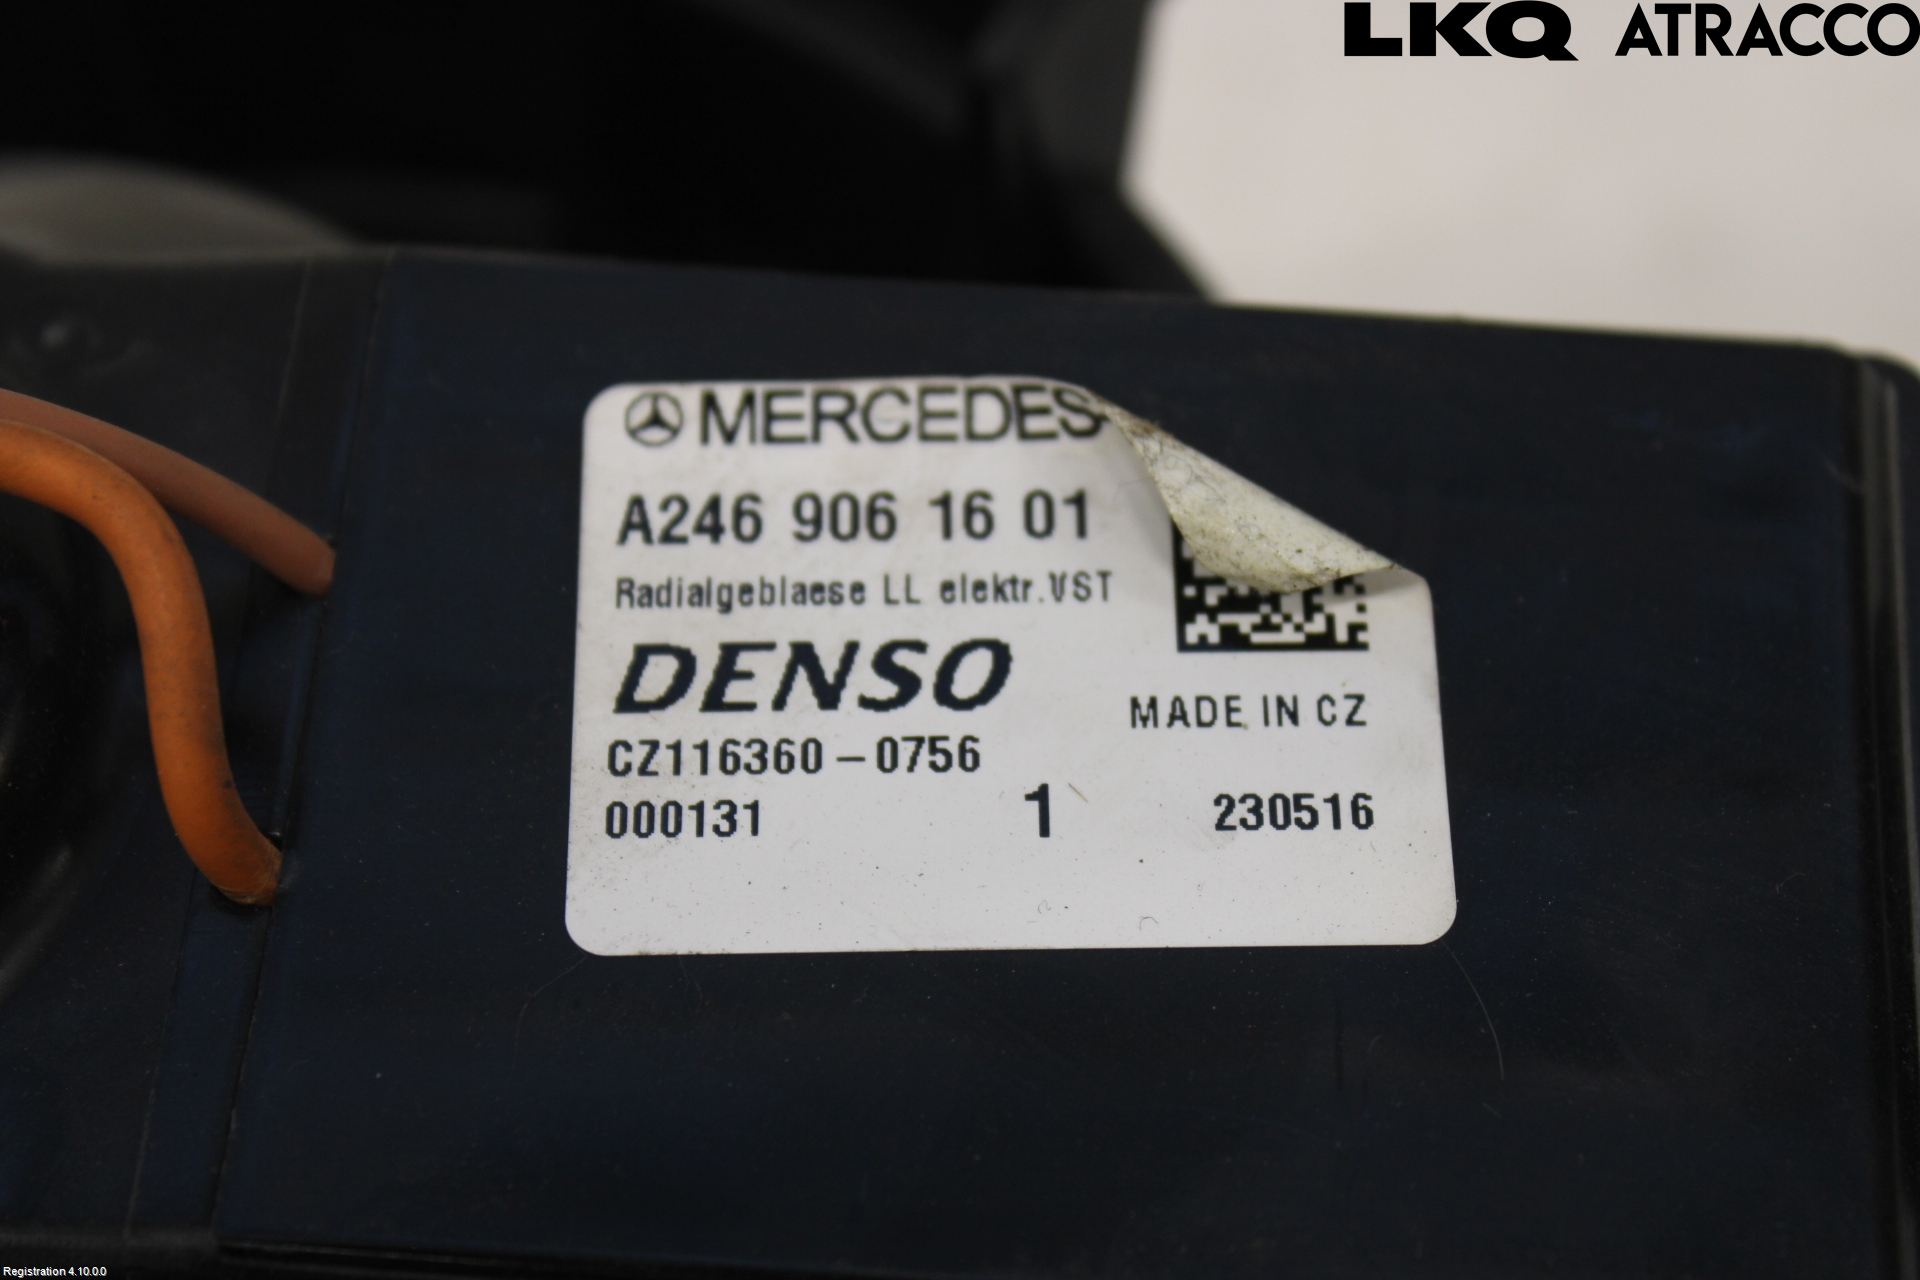 LKQ ATRACCO
MERCEDES
A246 906 16 01
Radialgeblaese LL elektr.VST
DENSO
MADE IN CZ
CZ116360-0756
000131 1 230516
Registration 4.10.0.0